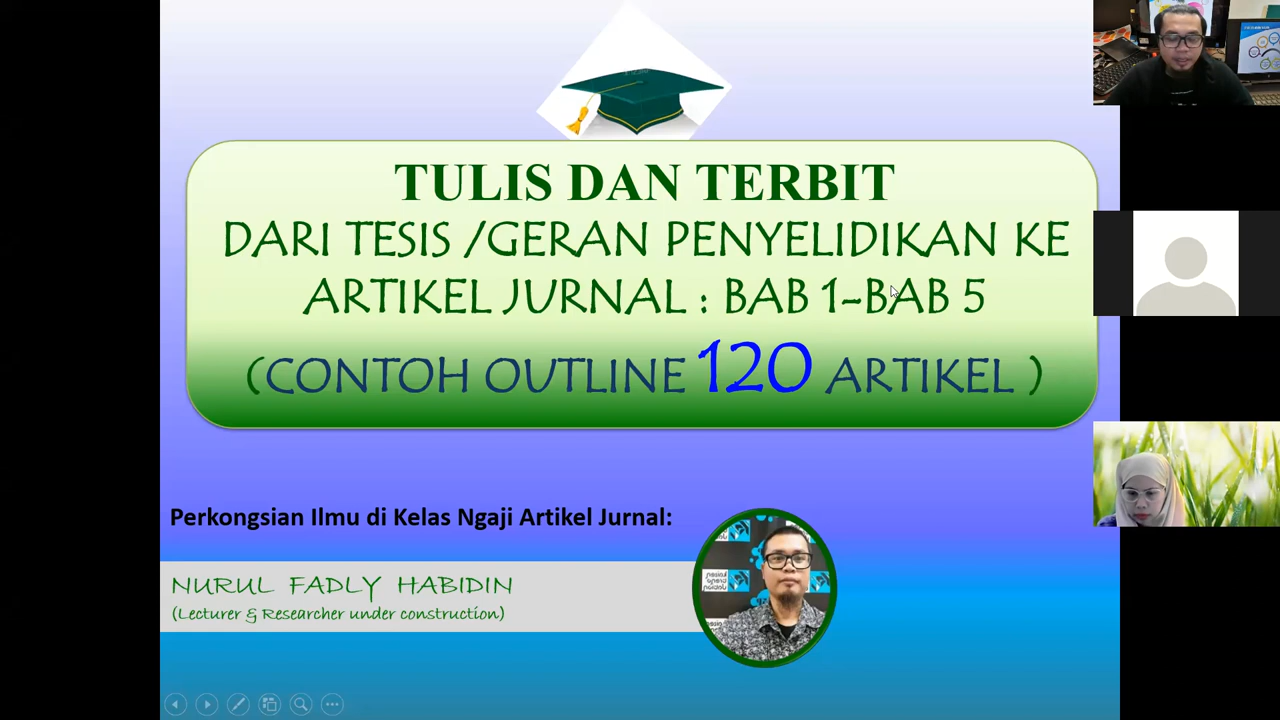 TULIS DAN TERBIT
DARI TESIS /GERAN PENYELIDIKAN KE
ARTIKEL JURNAL : BAB 1-BAB 5
(CONTOH OUTLINE 120 ARTIKEL )
Perkongsian Ilmu di Kelas Ngaji Artikel Jurnal:
NURUL FADLY HABIDIN
(Lecturer & Researcher under construction)